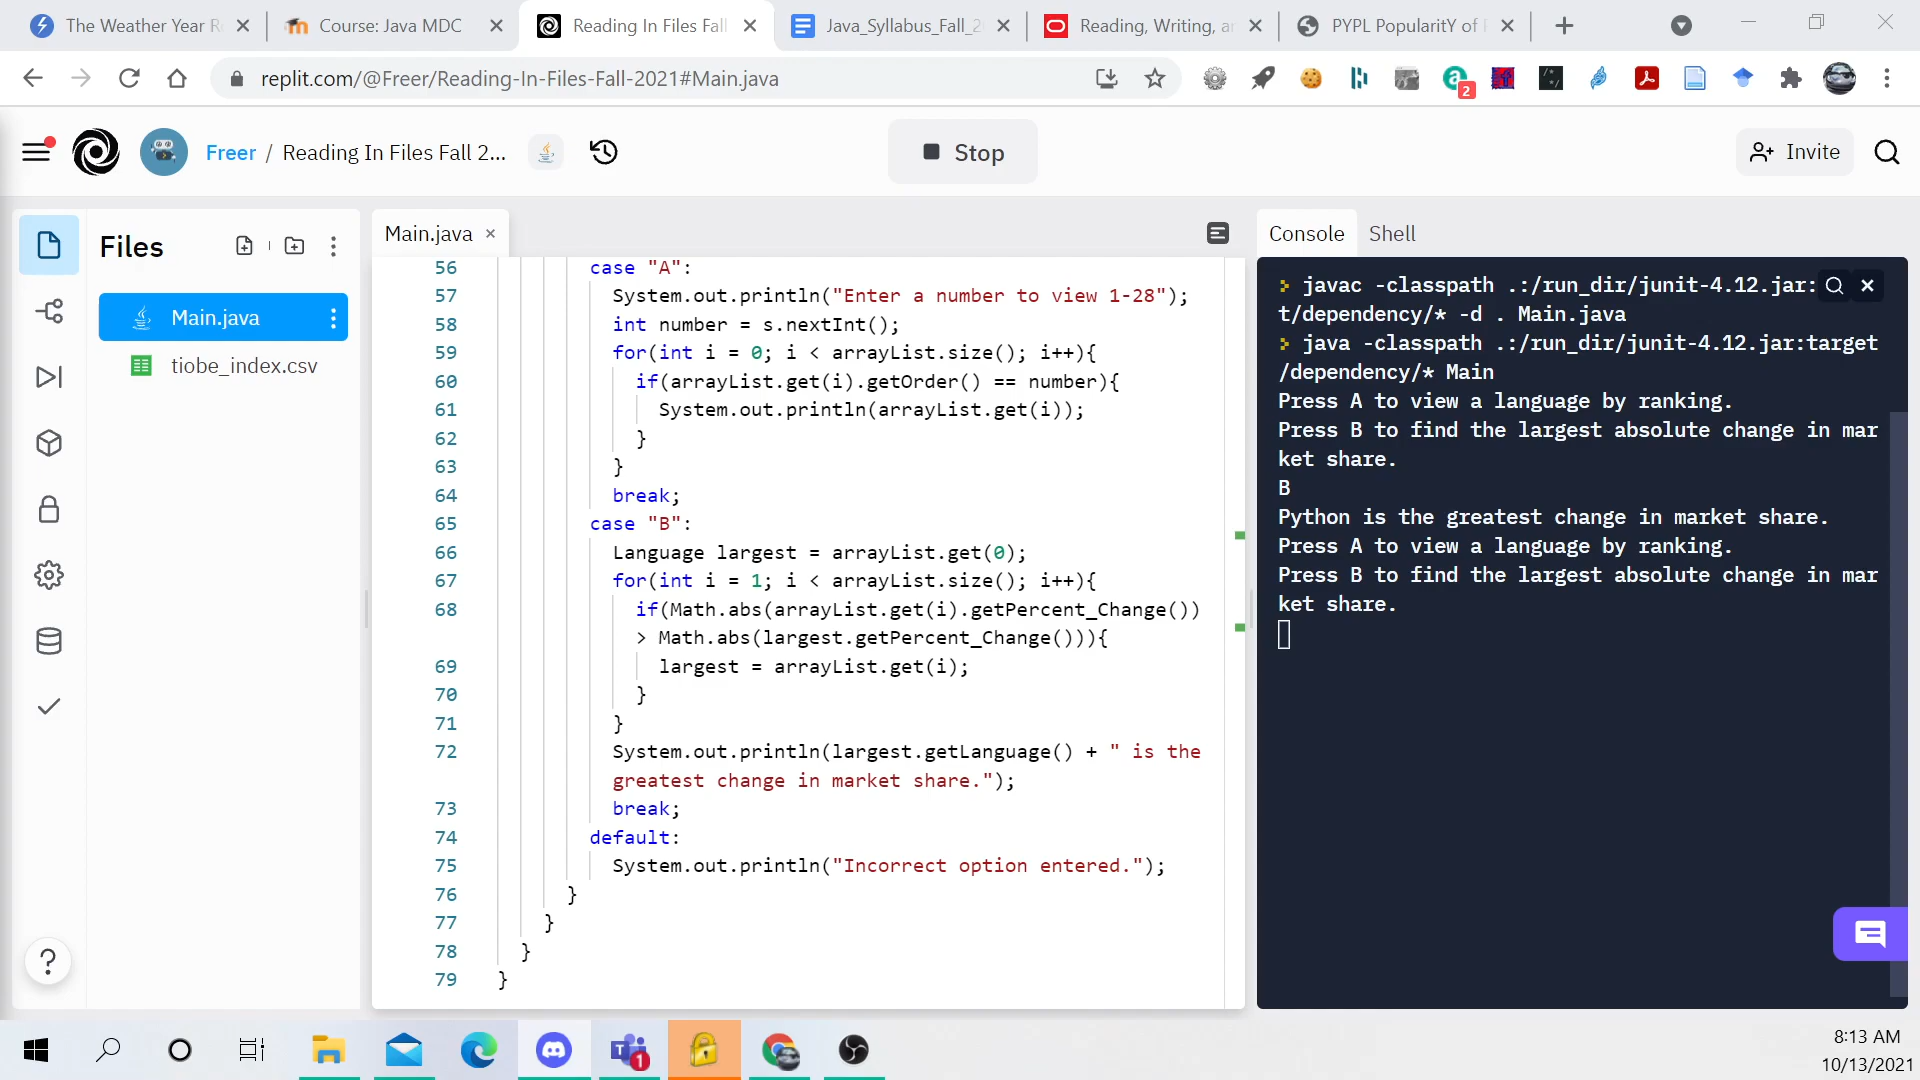 The Weather Year R
Course: Java MDC
Reading In Files Fall
Java_Syllabus_Fall_2
Reading, Writing, a
PYPL PopularitY of
replit.com/@Freer/Reading-In-Files-Fall-2021#Main.java
2
Freer / Reading In Files Fall 2...
Stop
Invite
Files
Main.java
tiobe_index.csv
Main.java
56 case "A":
57 System.out.println("Enter a number to view 1-28");
58 int number = s.nextInt();
59 for(int i = 0; i < arrayList.size(); i++){
60 if(arrayList.get(i).getOrder() == number){
61 System.out.println(arrayList.get(i));
62 }
63 }
64 break;
65 case "B":
66 Language largest = arrayList.get(0);
67 for(int i = 1; i < arrayList.size(); i++){
68 if(Math.abs(arrayList.get(i).getPercent_Change())
> Math.abs(largest.getPercent_Change())){
69 largest = arrayList.get(i);
70 }
71 }
72 System.out.println(largest.getLanguage() + " is the
greatest change in market share.");
73 break;
74 default:
75 System.out.println("Incorrect option entered.");
76 }
77 }
78 }
79 }
Console Shell
javac -classpath .:/run_dir/junit-4.12.jar:
t/dependency/* -d . Main.java
java -classpath .:/run_dir/junit-4.12.jar:target
/dependency/* Main
Press A to view a language by ranking.
Press B to find the largest absolute change in mar
ket share.
B
Python is the greatest change in market share.
Press A to view a language by ranking.
Press B to find the largest absolute change in mar
ket share.
1
8:13 AM
10/13/2021